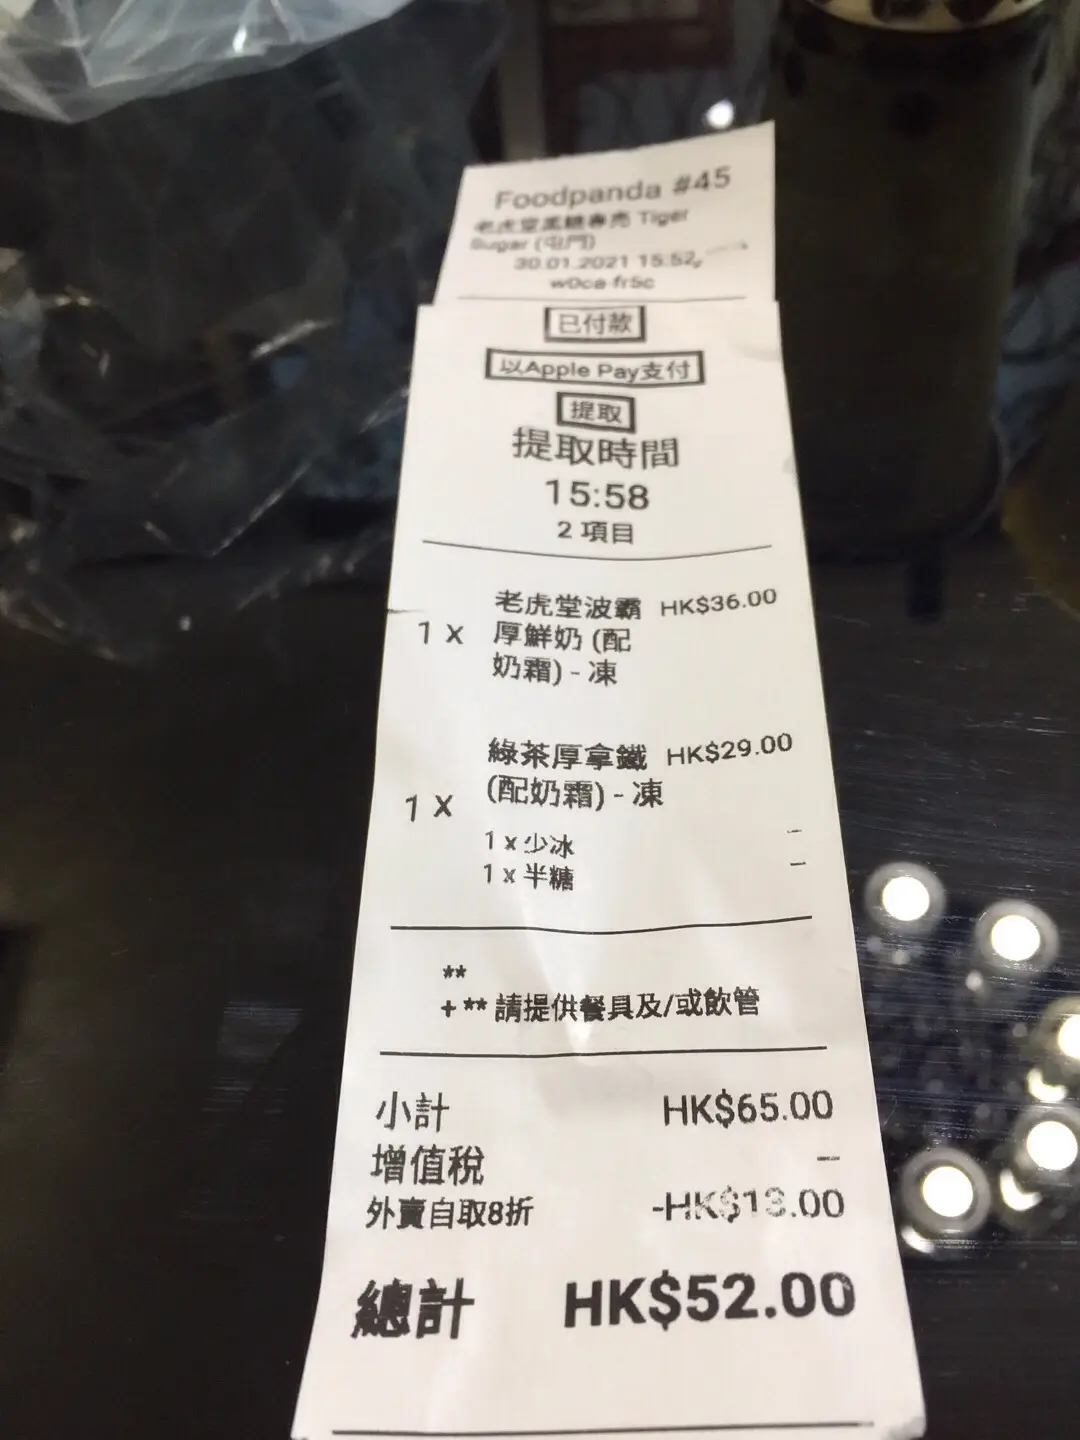 Foodpanda #45
老虎堂黑糖專売 Tiger
Sugar (屯門)
30.01.2021 15:52
w0ca-fr5c
已付款
以Apple Pay支付
提取
提取時間
15:58
2 項目
老虎堂波霸 HK$36.00
1 x 厚鮮奶 (配
奶霜) - 凍
綠茶厚拿鐵 HK$29.00
1 x (配奶霜) - 凍
1 x 少冰 –
1 x 半糖 –
**
+ ** 請提供餐具及/或飲管
小計 HK$65.00
增值稅 –
外賣自取8折 -HK$13.00
總計 HK$52.00